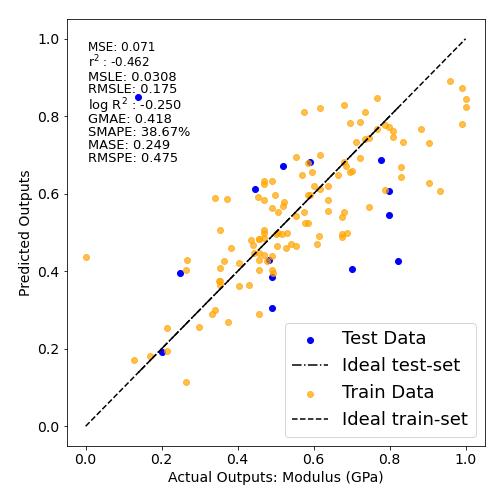 1.0
0.8
0.6
0.4
0.2
0.0
Predicted Outputs
MSE: 0.071
r² : -0.462
MSLE: 0.0308
RMSLE: 0.175
log R² : -0.250
GMAE: 0.418
SMAPE: 38.67%
MASE: 0.249
RMSPE: 0.475
Test Data
Ideal test-set
Train Data
Ideal train-set
0.0 0.2 0.4 0.6 0.8 1.0
Actual Outputs: Modulus (GPa)